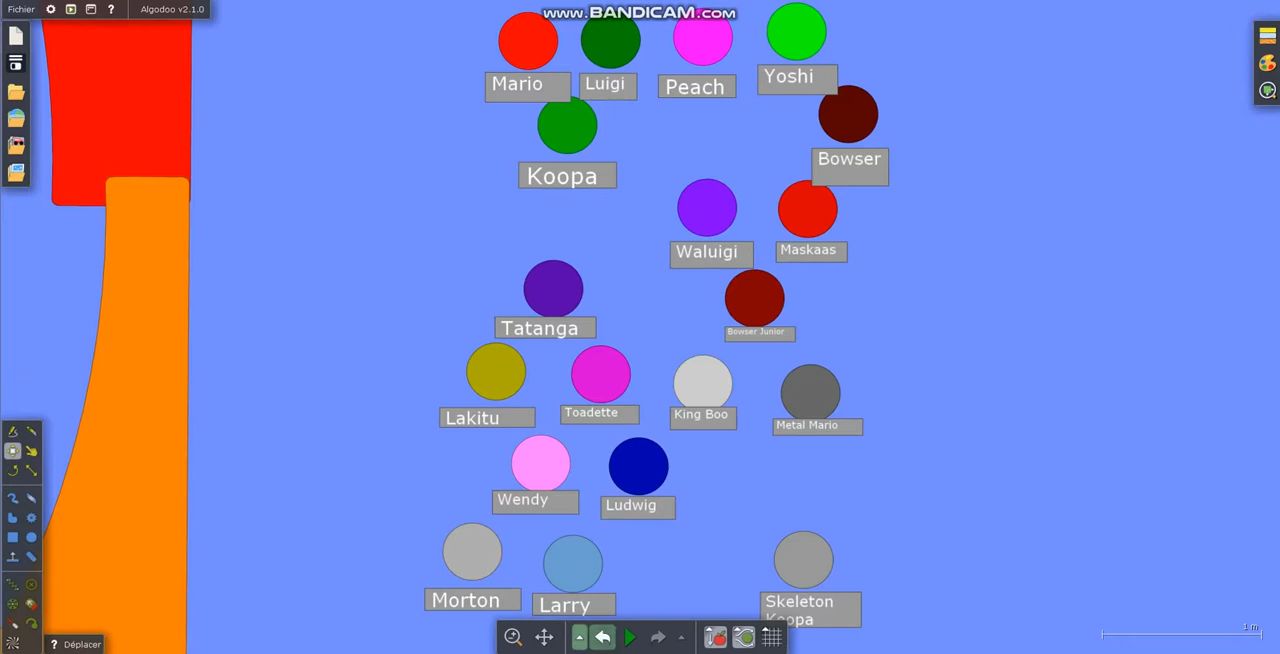 Fichier ? Algodoo v2.1.0
www.BANDICAM.com
Mario
Luigi
Peach
Yoshi
Koopa
Bowser
Waluigi
Maskaas
Tatanga
Bowser Junior
Lakitu
Toadette
King Boo
Metal Mario
Wendy
Ludwig
Morton
Larry
Skeleton
Koopa
? Déplacer
1 m